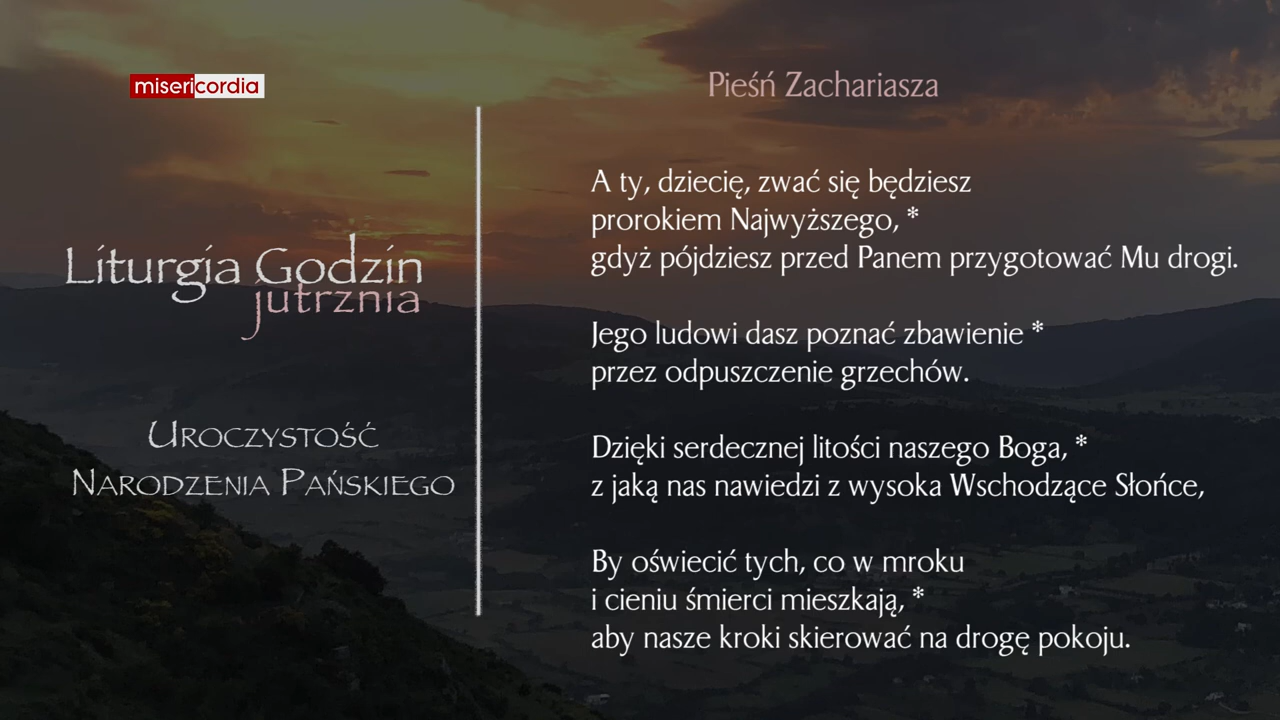 misericordia
Liturgia Godzin
jutrznia
Uroczystość
Narodzenia Pańskiego
Pieśń Zachariasza
A ty, dziecię, zwać się będziesz
prorokiem Najwyższego, *
gdyż pójdziesz przed Panem przygotować Mu drogi.
Jego ludowi dasz poznać zbawienie *
przez odpuszczenie grzechów.
Dzięki serdecznej litości naszego Boga, *
z jaką nas nawiedzi z wysoka Wschodzące Słońce,
By oświecić tych, co w mroku
i cieniu śmierci mieszkają, *
aby nasze kroki skierować na drogę pokoju.